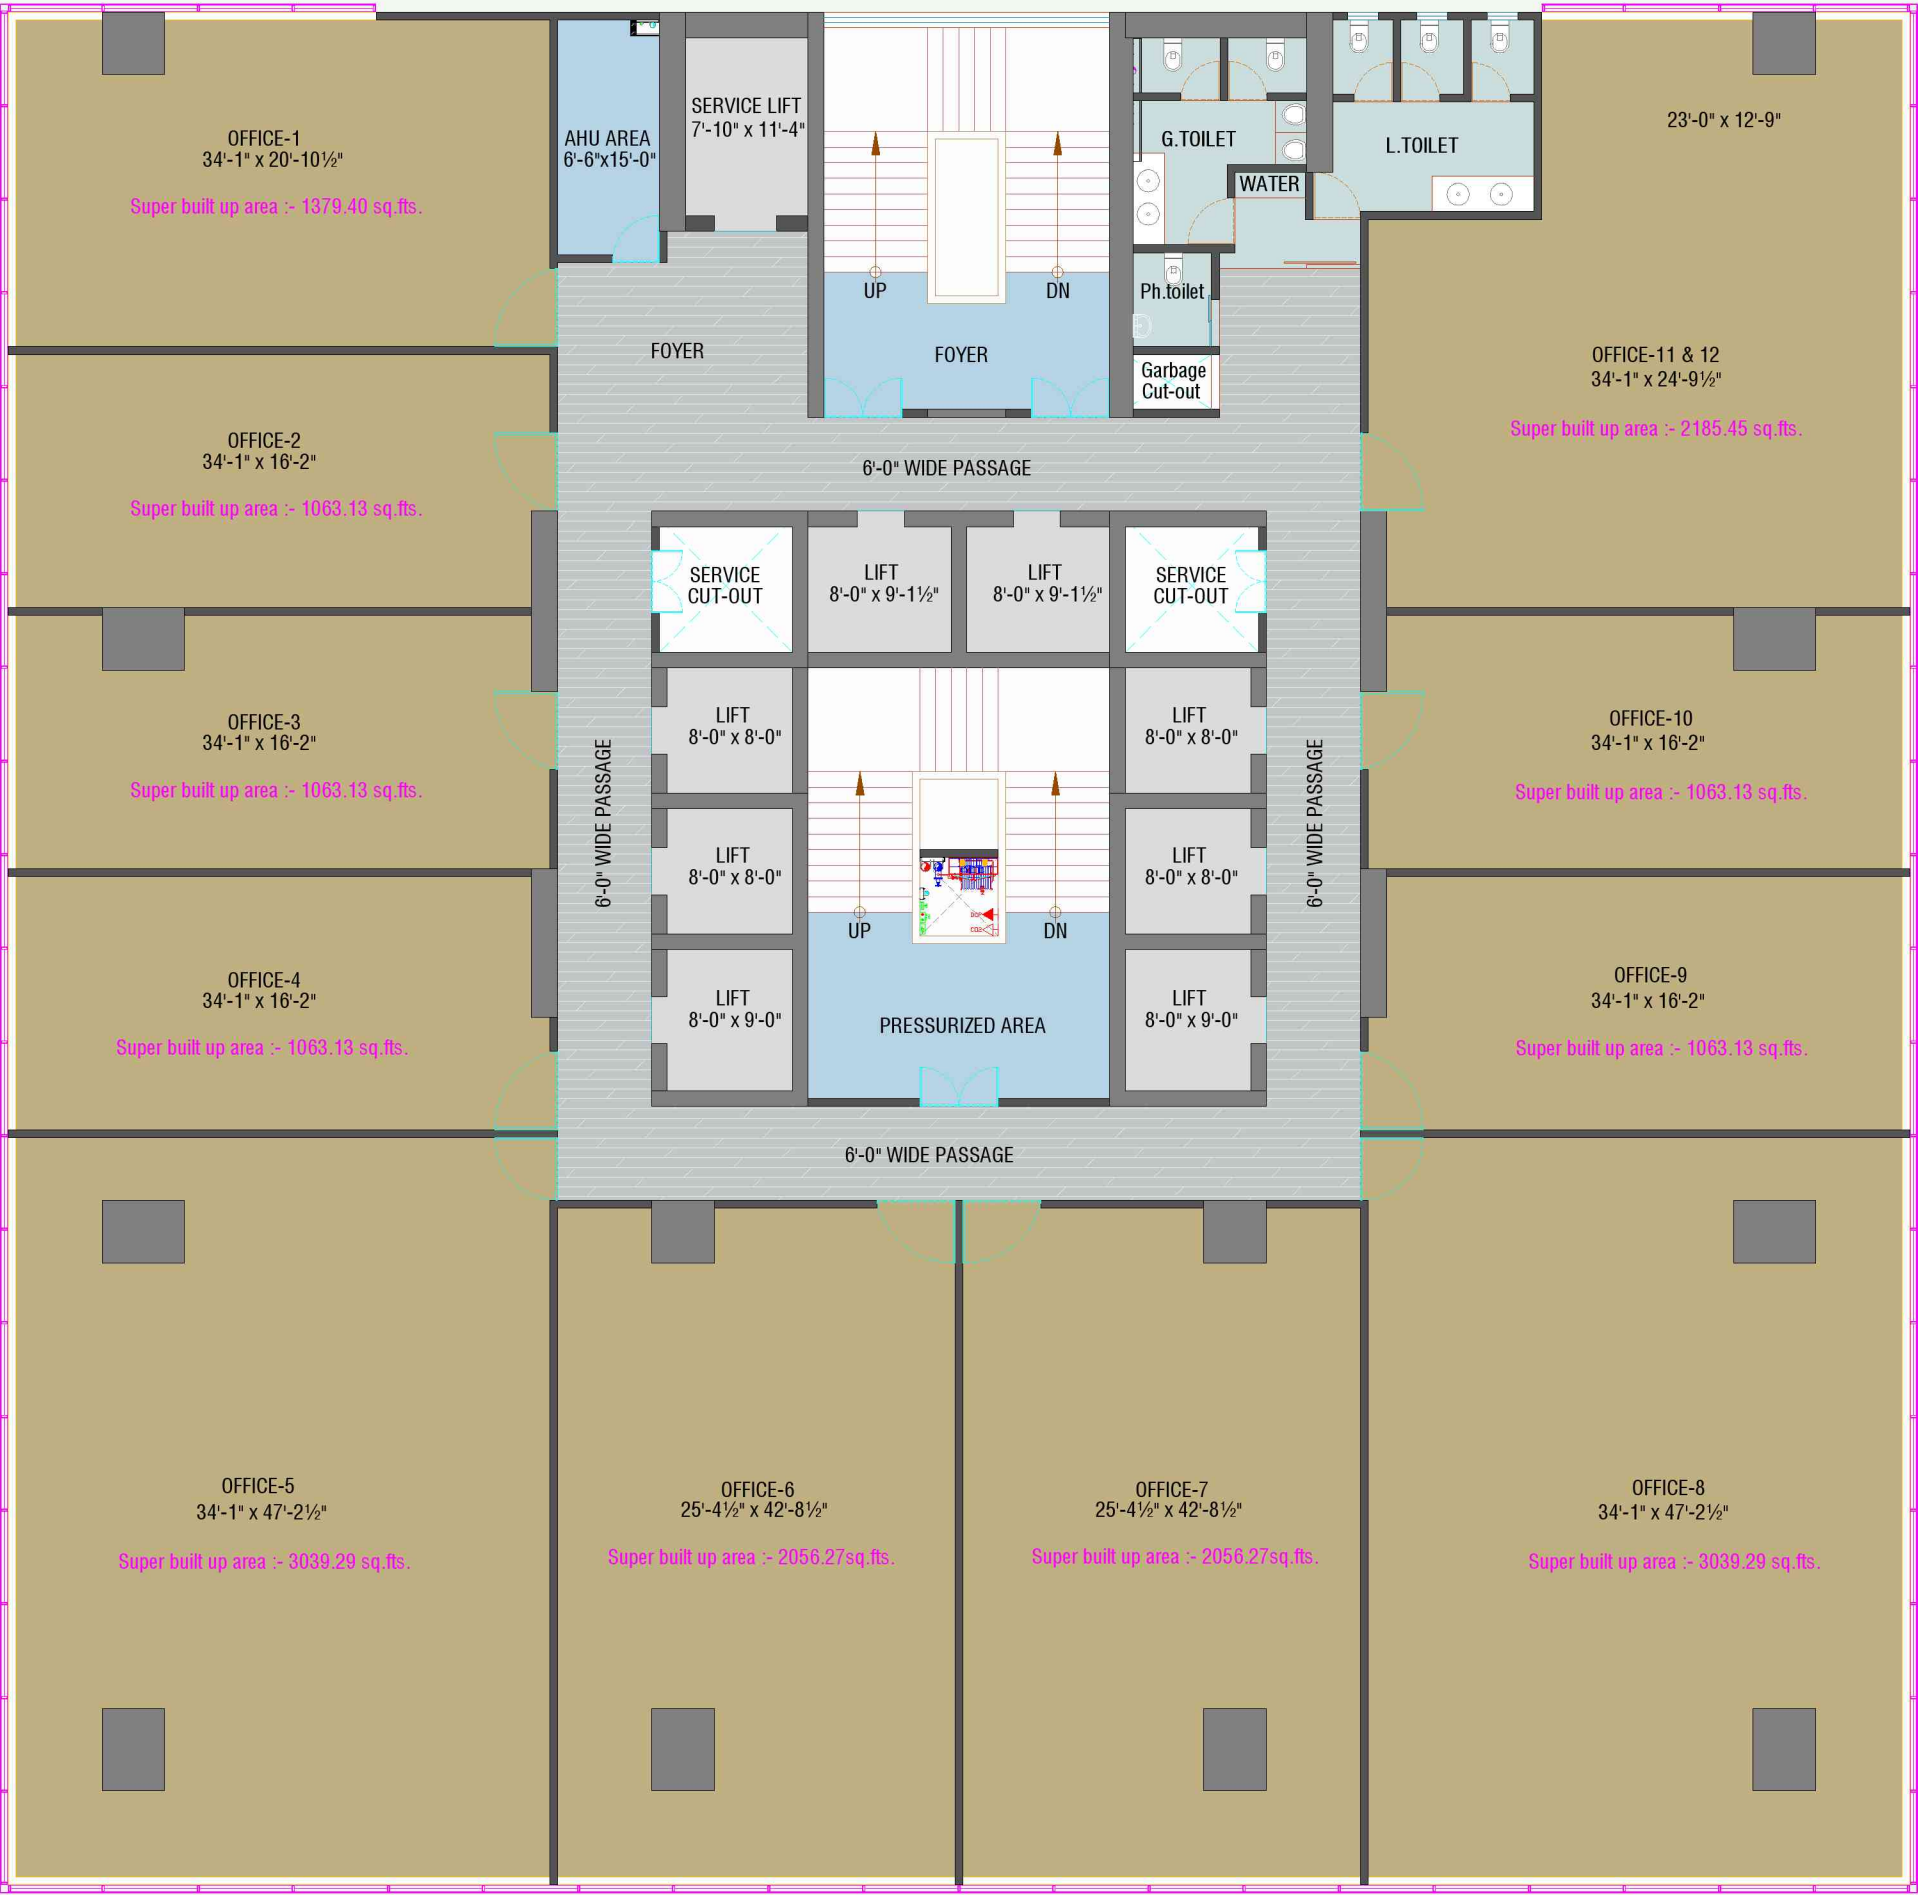 OFFICE-1
34'-1" x 20'-10½"
Super built up area :- 1379.40 sq.fts.
AHU AREA
6'-6"x15'-0"
SERVICE LIFT
7'-10" x 11'-4"
UP
DN
FOYER
FOYER
G.TOILET
WATER
L.TOILET
Ph.toilet
Garbage
Cut-out
23'-0" x 12'-9"
OFFICE-11 & 12
34'-1" x 24'-9½"
Super built up area :- 2185.45 sq.fts.
OFFICE-2
34'-1" x 16'-2"
Super built up area :- 1063.13 sq.fts.
6'-0" WIDE PASSAGE
SERVICE
CUT-OUT
LIFT
8'-0" x 9'-1½"
LIFT
8'-0" x 9'-1½"
SERVICE
CUT-OUT
OFFICE-3
34'-1" x 16'-2"
Super built up area :- 1063.13 sq.fts.
6'-0" WIDE PASSAGE
LIFT
8'-0" x 8'-0"
LIFT
8'-0" x 8'-0"
6'-0" WIDE PASSAGE
OFFICE-10
34'-1" x 16'-2"
Super built up area :- 1063.13 sq.fts.
LIFT
8'-0" x 8'-0"
LIFT
8'-0" x 8'-0"
DCP
CO2
UP
DN
OFFICE-4
34'-1" x 16'-2"
Super built up area :- 1063.13 sq.fts.
LIFT
8'-0" x 9'-0"
PRESSURIZED AREA
LIFT
8'-0" x 9'-0"
OFFICE-9
34'-1" x 16'-2"
Super built up area :- 1063.13 sq.fts.
6'-0" WIDE PASSAGE
OFFICE-5
34'-1" x 47'-2½"
Super built up area :- 3039.29 sq.fts.
OFFICE-6
25'-4½" x 42'-8½"
Super built up area :- 2056.27sq.fts.
OFFICE-7
25'-4½" x 42'-8½"
Super built up area :- 2056.27sq.fts.
OFFICE-8
34'-1" x 47'-2½"
Super built up area :- 3039.29 sq.fts.